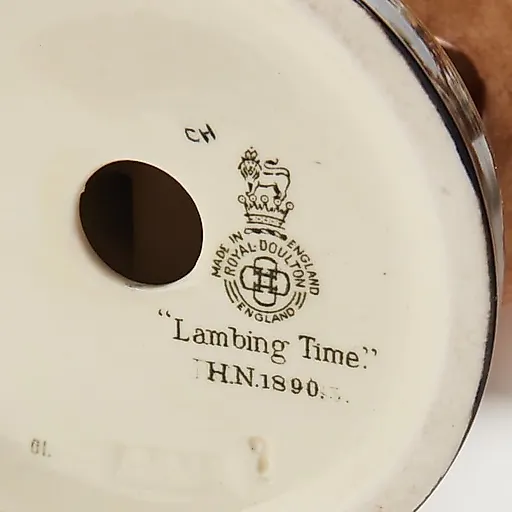 CH
MADE IN ENGLAND
ROYAL·DOULTON
ENGLAND
"Lambing Time."
H.N.1890.